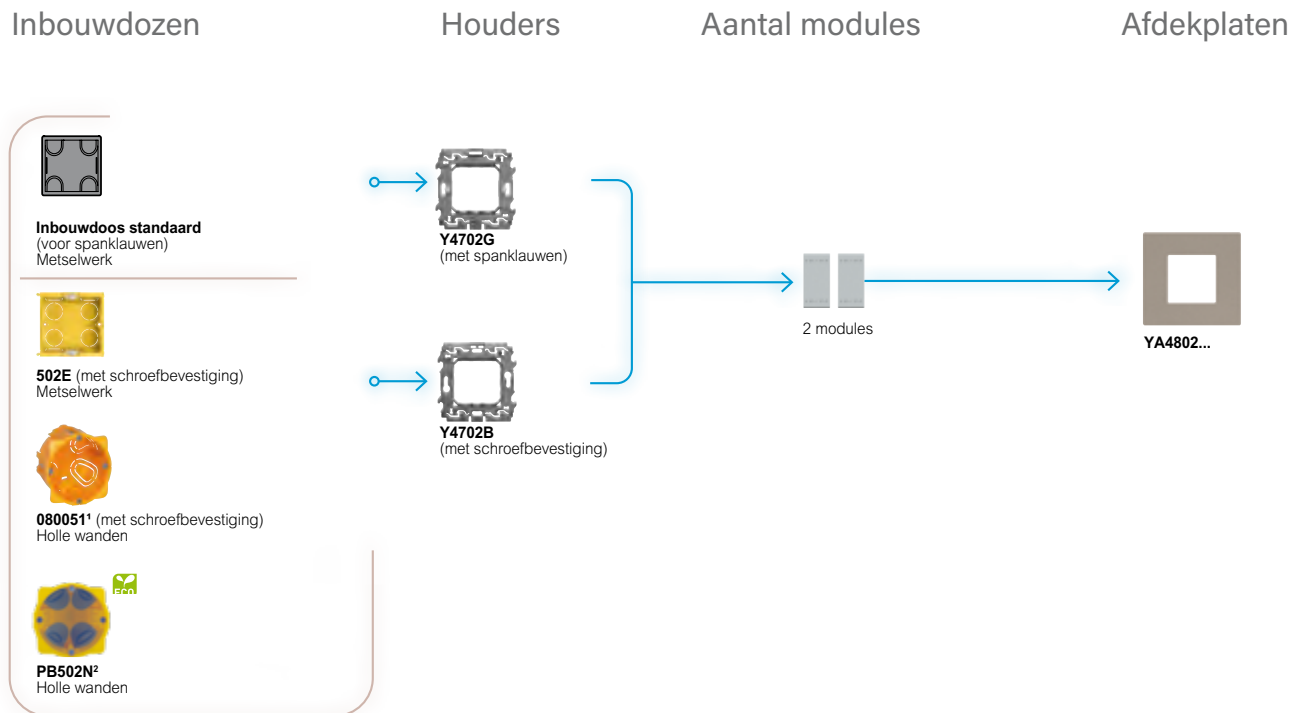 Inbouwdozen
Houders
Aantal modules
Afdekplaten
Inbouwdoos standaard
(voor spanklauwen)
Metselwerk
502E (met schroefbevestiging)
Metselwerk
080051¹ (met schroefbevestiging)
Holle wanden
ECO
PB502N²
Holle wanden
Y4702G
(met spanklauwen)
Y4702B
(met schroefbevestiging)
2 modules
YA4802...